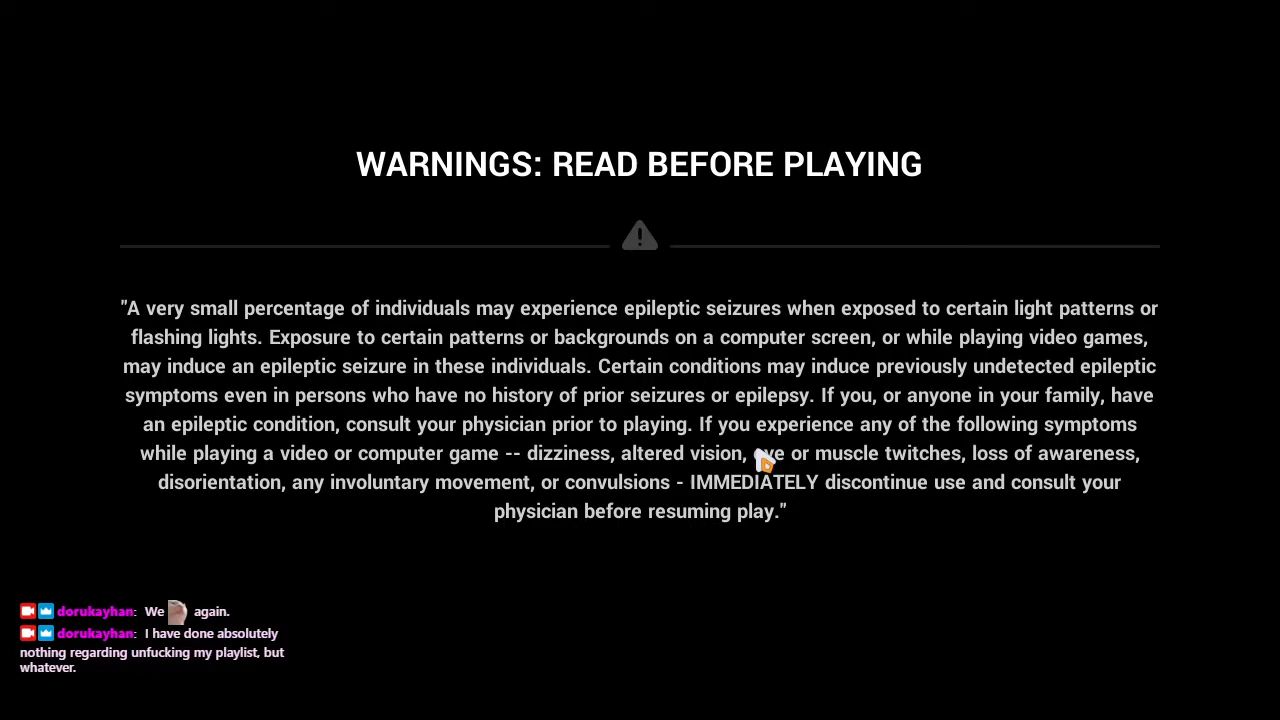 WARNINGS: READ BEFORE PLAYING
"A very small percentage of individuals may experience epileptic seizures when exposed to certain light patterns or
flashing lights. Exposure to certain patterns or backgrounds on a computer screen, or while playing video games,
may induce an epileptic seizure in these individuals. Certain conditions may induce previously undetected epileptic
symptoms even in persons who have no history of prior seizures or epilepsy. If you, or anyone in your family, have
an epileptic condition, consult your physician prior to playing. If you experience any of the following symptoms
while playing a video or computer game -- dizziness, altered vision, eye or muscle twitches, loss of awareness,
disorientation, any involuntary movement, or convulsions - IMMEDIATELY discontinue use and consult your
physician before resuming play."
dorukayhan: We again.
dorukayhan: I have done absolutely
nothing regarding unfucking my playlist, but
whatever.